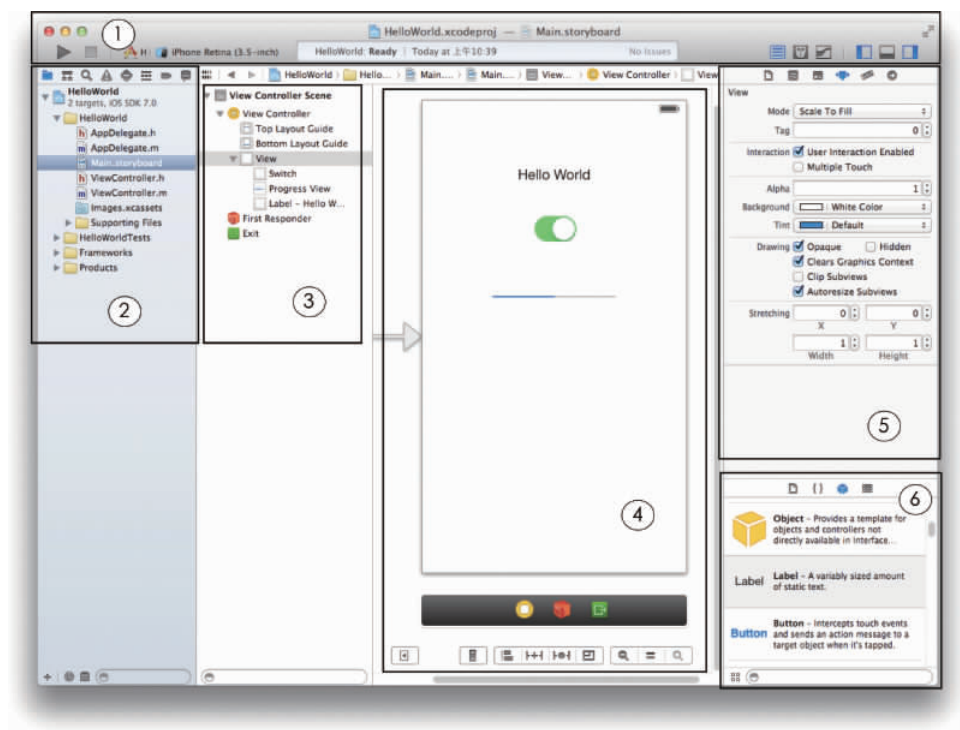 HelloWorld.xcodeproj — Main.storyboard
1
H iPhone Retina (3.5-inch)
HelloWorld: Ready | Today at 上午10:39
No Issues
HelloWorld
2 targets, iOS SDK 7.0
HelloWorld
AppDelegate.h
AppDelegate.m
Main.storyboard
ViewController.h
ViewController.m
Images.xcassets
Supporting Files
HelloWorldTests
Frameworks
Products
2
HelloWorld
Hello...
Main....
Main....
View...
View Controller
View
View Controller Scene
View Controller
Top Layout Guide
Bottom Layout Guide
View
Switch
Progress View
Label – Hello W...
First Responder
Exit
3
Hello World
4
View
Mode Scale To Fill
Tag 0
Interaction User Interaction Enabled
Multiple Touch
Alpha 1
Background White Color
Tint Default
Drawing Opaque Hidden
Clears Graphics Context
Clip Subviews
Autoresize Subviews
Stretching 0 0
X Y
1 1
Width Height
5
6
Object – Provides a template for
objects and controllers not
directly available in Interface...
Label
Label – A variably sized amount
of static text.
Button
Button – Intercepts touch events
and sends an action message to a
target object when it's tapped.